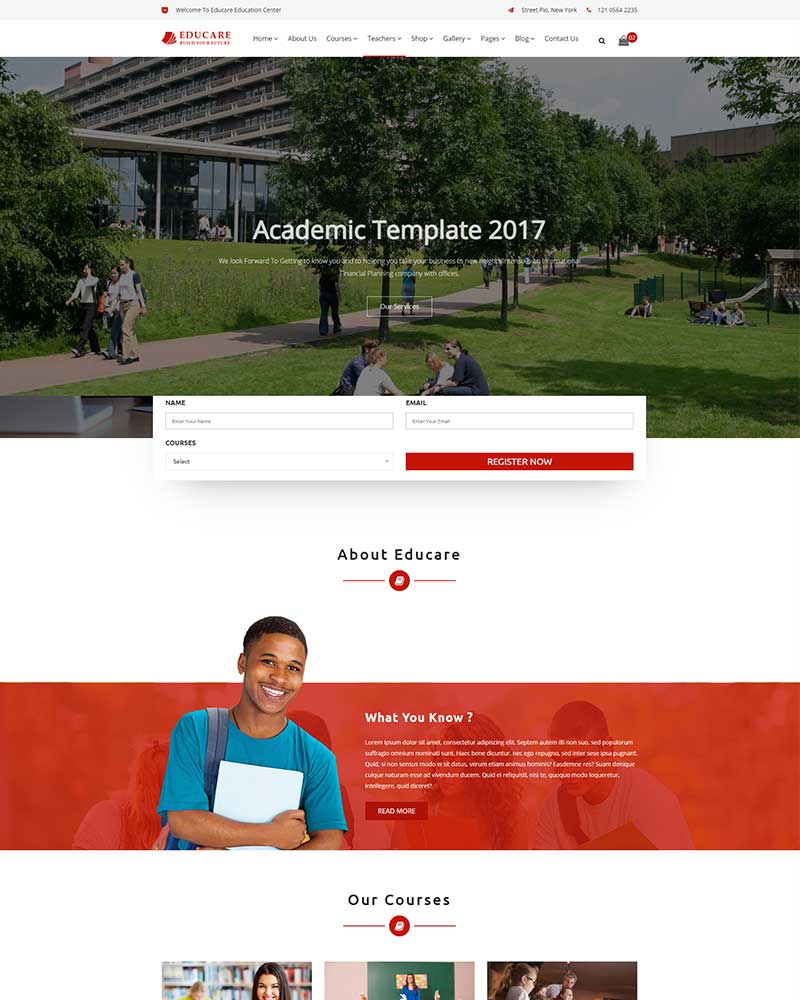 Welcome To Educare Education Center
Street Pio, New York
121 0564 2235
EDUCARE
BUILD YOUR FUTURE
Home
About Us
Courses
Teachers
Shop
Gallery
Pages
Blog
Contact Us
02
Academic Template 2017
We look Forward To Getting to know you and to helping you take your business to new heights!Intense is an International
Financial Planning company with offices.
Our Services
NAME
EMAIL
Enter Your Name
Enter Your Email
COURSES
Select
REGISTER NOW
About Educare
What You Know ?
Lorem ipsum dolor sit amet, consectetur adipiscing elit. Septem autem illi non suo, sed populorum
suffragio omnium nominati sunt. Haec bene dicuntur, nec ego repugno, sed inter sese ipsa pugnant.
Quid, si non sensus modo ei sit datus, verum etiam animus hominis? Easdemne res? Suam denique
cuique naturam esse ad vivendum ducem. Quid ei reliquisti, nisi te, quoquo modo loqueretur,
intellegere, quid diceret?
READ MORE
Our Courses